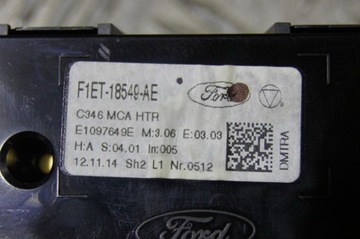 F1ET-18549-AE
Ford
C346 MCA HTR
E1097649E M:3.06 E:03.03
H:A S:04.01 In:005
12.11.14 Sh2 L1 Nr.0512
DMTRA
Ford